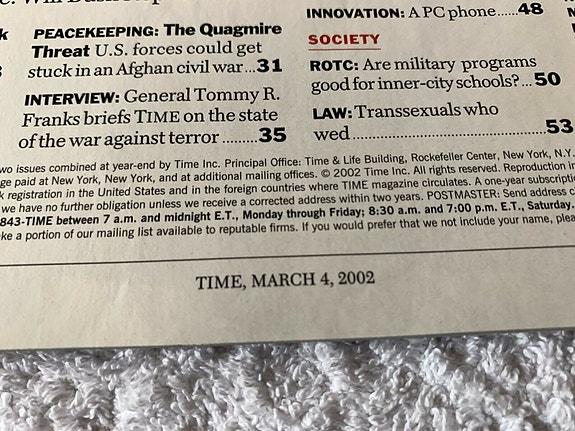 PEACEKEEPING: The Quagmire
Threat U.S. forces could get
stuck in an Afghan civil war...31
INTERVIEW: General Tommy R.
Franks briefs TIME on the state
of the war against terror ..........35
INNOVATION: A PC phone......48
SOCIETY
ROTC: Are military programs
good for inner-city schools?...50
LAW: Transsexuals who
wed.......................................53
wo issues combined at year-end by Time Inc. Principal Office: Time & Life Building, Rockefeller Center, New York, N.Y.
ge paid at New York, New York, and at additional mailing offices. © 2002 Time Inc. All rights reserved. Reproduction in
k registration in the United States and in the foreign countries where TIME magazine circulates. A one-year subscriptio
we have no further obligation unless we receive a corrected address within two years. POSTMASTER: Send address c
843-TIME between 7 a.m. and midnight E.T., Monday through Friday; 8:30 a.m. and 7:00 p.m. E.T., Saturday.
ke a portion of our mailing list available to reputable firms. If you would prefer that we not include your name, pleas
TIME, MARCH 4, 2002